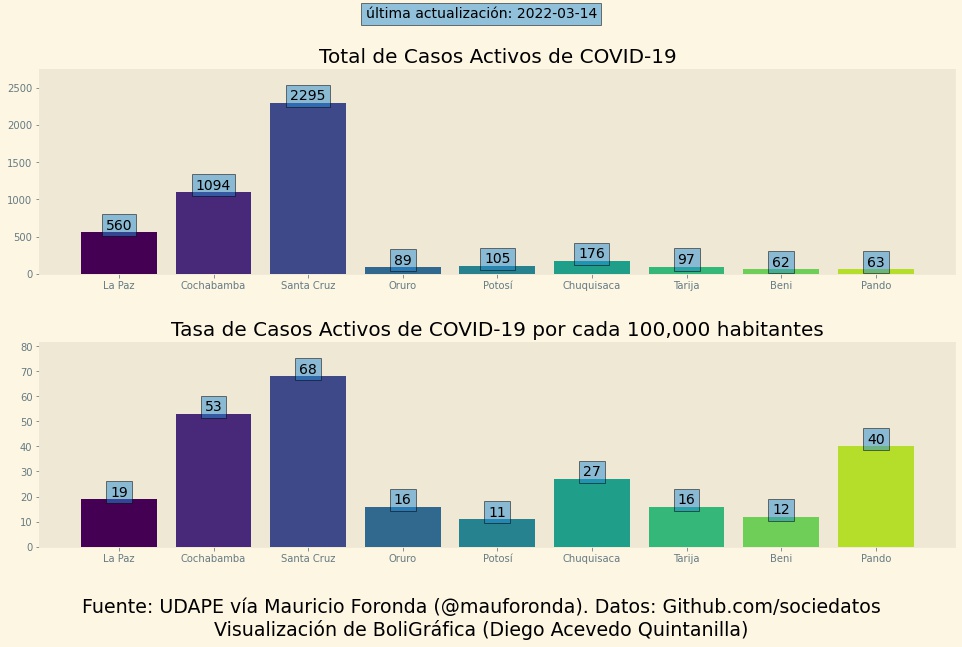 última actualización: 2022-03-14
Total de Casos Activos de COVID-19
2500
2000
1500
1000
500
0
560
1094
2295
89
105
176
97
62
63
La Paz
Cochabamba
Santa Cruz
Oruro
Potosí
Chuquisaca
Tarija
Beni
Pando
Tasa de Casos Activos de COVID-19 por cada 100,000 habitantes
80
70
60
50
40
30
20
10
0
19
53
68
16
11
27
16
12
40
La Paz
Cochabamba
Santa Cruz
Oruro
Potosí
Chuquisaca
Tarija
Beni
Pando
Fuente: UDAPE vía Mauricio Foronda (@mauforonda). Datos: Github.com/sociedatos
Visualización de BoliGráfica (Diego Acevedo Quintanilla)